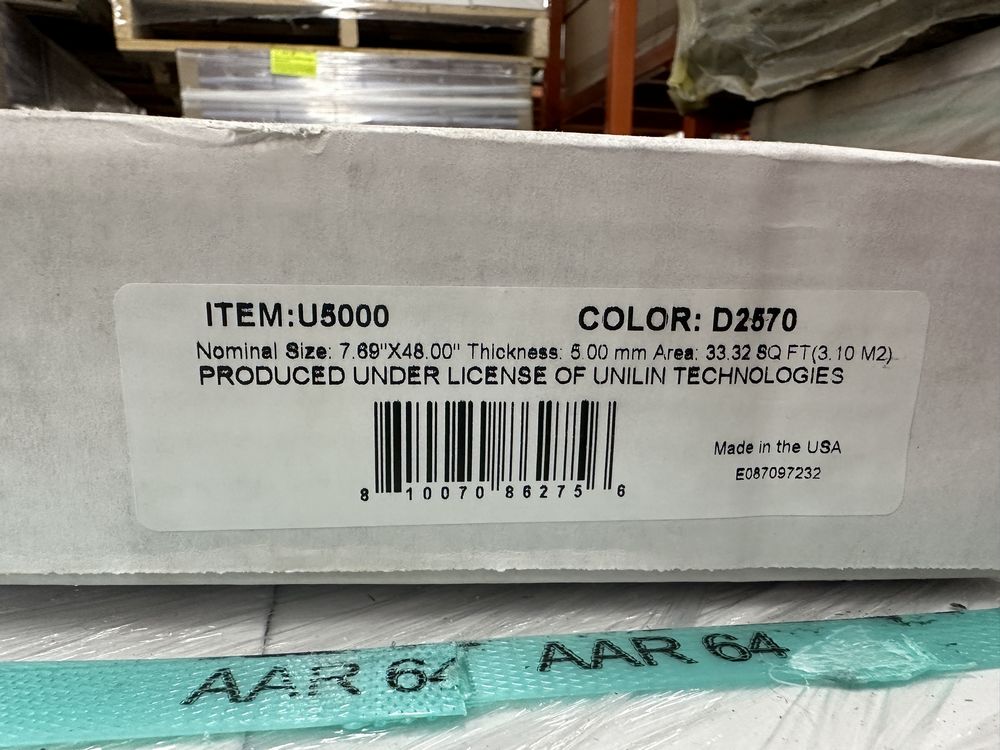 ITEM:U5000 COLOR: D2570
Nominal Size: 7.69"X48.00" Thickness: 5.00 mm Area: 33.32 SQ FT(3.10 M2)
PRODUCED UNDER LICENSE OF UNILIN TECHNOLOGIES
Made in the USA
E087097232
8 10070 86275 6
AAR 64 AAR 64